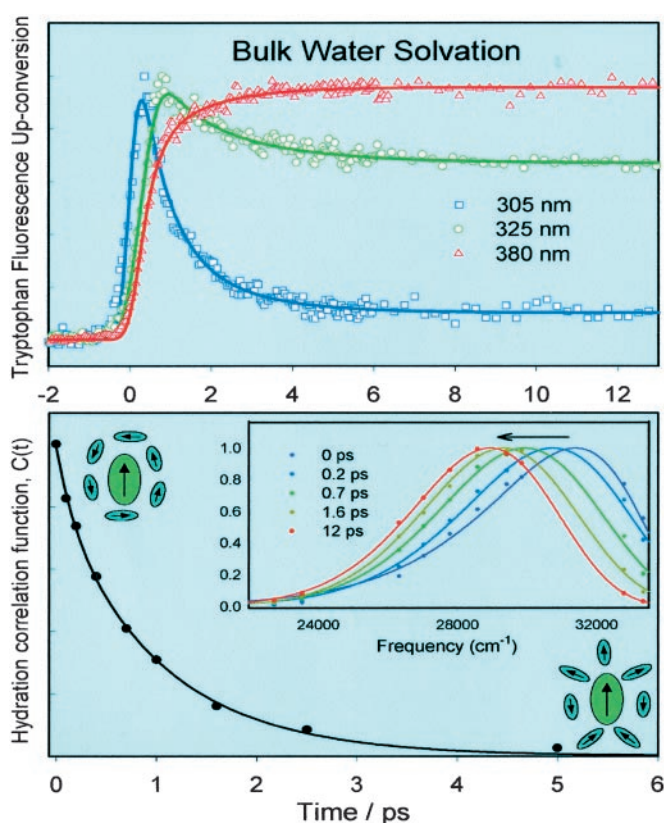 Bulk Water Solvation
Tryptophan Fluorescence Up-conversion
305 nm
325 nm
380 nm
-2 0 2 4 6 8 10 12
Hydration correlation function, C(t)
1.0
0.8
0.6
0.4
0.2
0.0
0 ps
0.2 ps
0.7 ps
1.6 ps
12 ps
24000 28000 32000
Frequency (cm⁻¹)
0 1 2 3 4 5 6
Time / ps